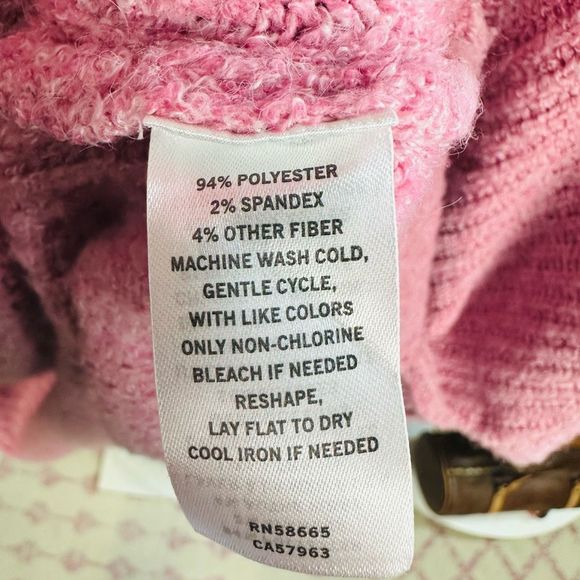 94% POLYESTER
2% SPANDEX
4% OTHER FIBER
MACHINE WASH COLD,
GENTLE CYCLE,
WITH LIKE COLORS
ONLY NON-CHLORINE
BLEACH IF NEEDED
RESHAPE,
LAY FLAT TO DRY
COOL IRON IF NEEDED
RN58665
CA57963